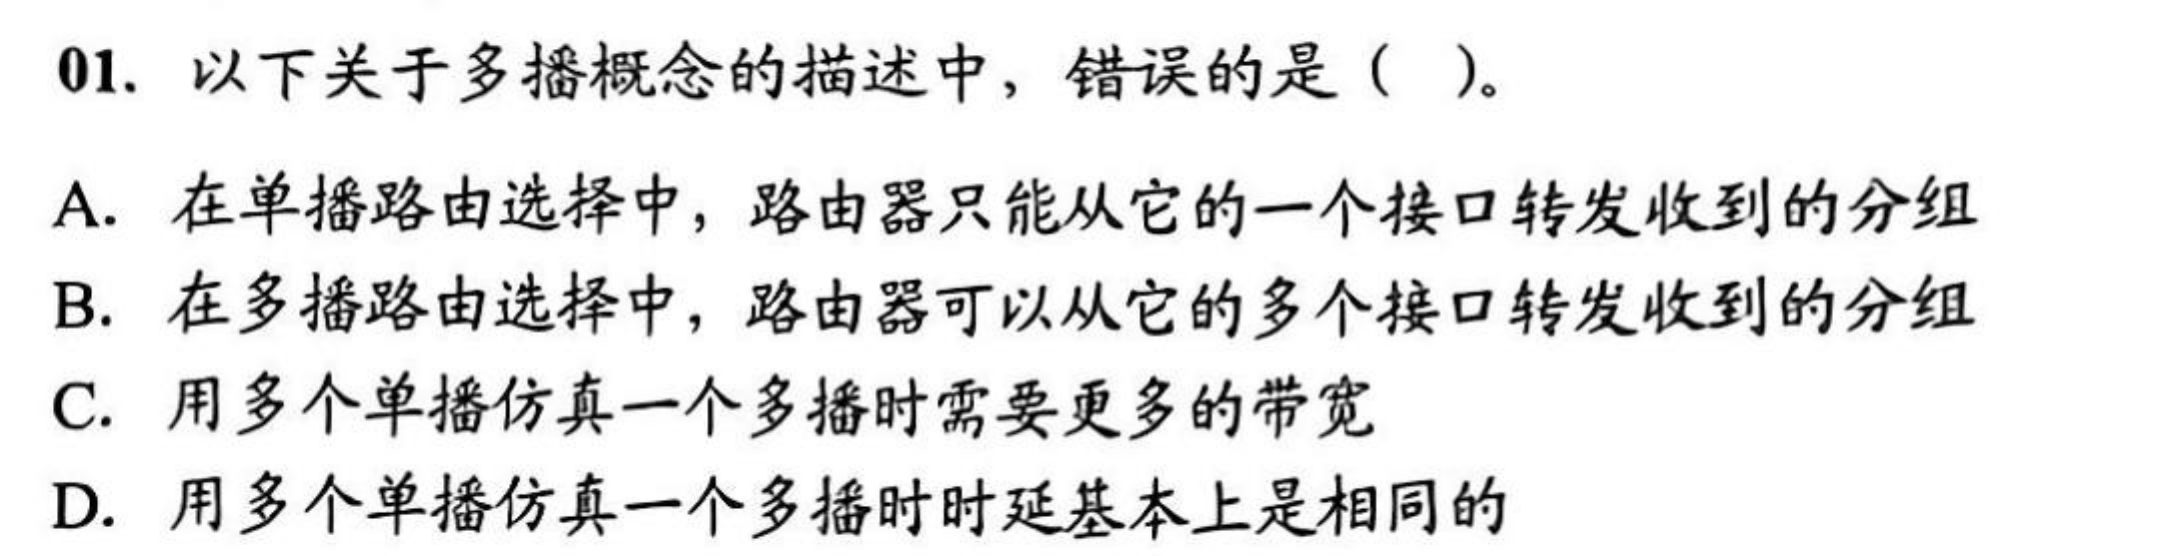 01. 以下关于多播概念的描述中，错误的是（ ）。
A. 在单播路由选择中，路由器只能从它的一个接口转发收到的分组
B. 在多播路由选择中，路由器可以从它的多个接口转发收到的分组
C. 用多个单播仿真一个多播时需要更多的带宽
D. 用多个单播仿真一个多播时时延基本上是相同的